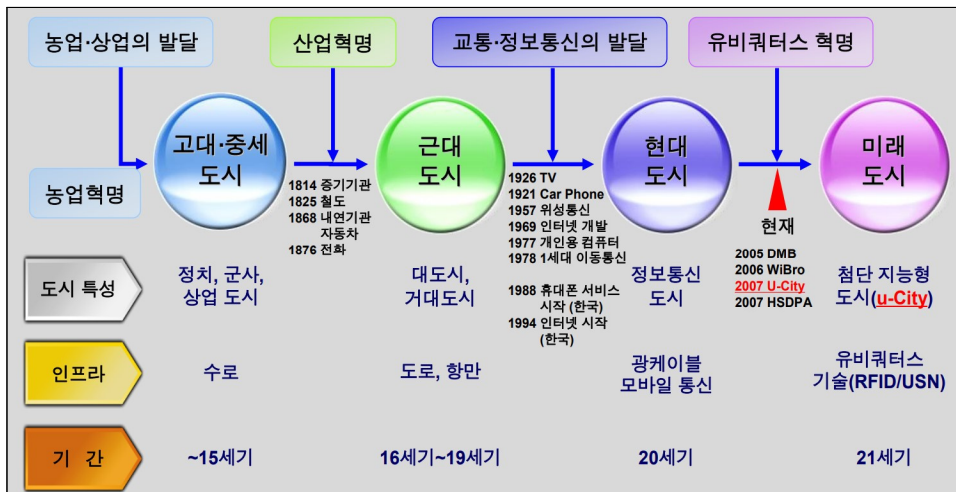 농업·상업의 발달
산업혁명
교통·정보통신의 발달
유비쿼터스 혁명
농업혁명
고대·중세
도시
근대
도시
현대
도시
미래
도시
1814 증기기관
1825 철도
1868 내연기관
자동차
1876 전화
1926 TV
1921 Car Phone
1957 위성통신
1969 인터넷 개발
1977 개인용 컴퓨터
1978 1세대 이동통신
1988 휴대폰 서비스
시작 (한국)
1994 인터넷 시작
(한국)
현재
2005 DMB
2006 WiBro
2007 U-City
2007 HSDPA
도시 특성
정치, 군사,
상업 도시
대도시,
거대도시
정보통신
도시
첨단 지능형
도시(u-City)
인프라
수로
도로, 항만
광케이블
모바일 통신
유비쿼터스
기술(RFID/USN)
기 간
~15세기
16세기~19세기
20세기
21세기